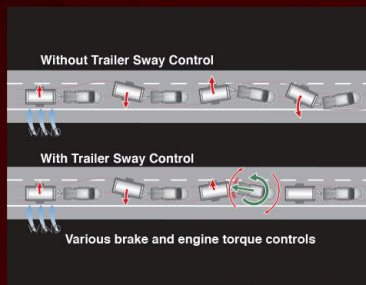 Without Trailer Sway Control
With Trailer Sway Control
Various brake and engine torque controls